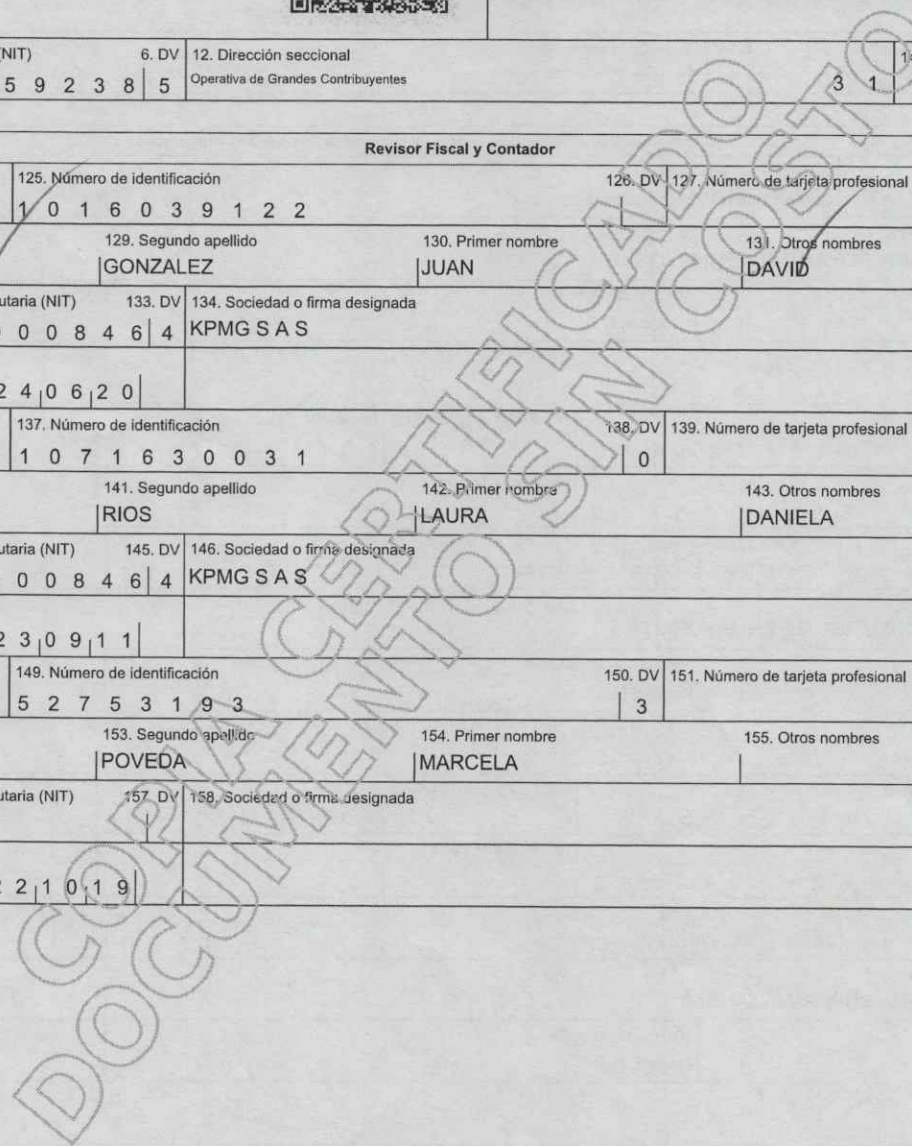 (NIT) 6. DV 12. Dirección seccional
5 9 2 3 8 5 Operativa de Grandes Contribuyentes 3 1
Revisor Fiscal y Contador
125. Número de identificación 126. DV 127. Número de tarjeta profesional
1 0 1 6 0 3 9 1 2 2
129. Segundo apellido 130. Primer nombre 131. Otros nombres
GONZALEZ JUAN DAVID
utaria (NIT) 133. DV 134. Sociedad o firma designada
0 0 8 4 6 4 KPMG S A S
2 4 0 6 2 0
137. Número de identificación 138. DV 139. Número de tarjeta profesional
1 0 7 1 6 3 0 0 3 1 0
141. Segundo apellido 142. Primer nombre 143. Otros nombres
RIOS LAURA DANIELA
utaria (NIT) 145. DV 146. Sociedad o firma designada
0 0 8 4 6 4 KPMG S A S
2 3 0 9 1 1
149. Número de identificación 150. DV 151. Número de tarjeta profesional
5 2 7 5 3 1 9 3 3
153. Segundo apellido 154. Primer nombre 155. Otros nombres
POVEDA MARCELA
utaria (NIT) 157. DV 158. Sociedad o firma designada
2 2 1 0 1 9
COPIA CERTIFICADO
DOCUMENTO SIN COSTO